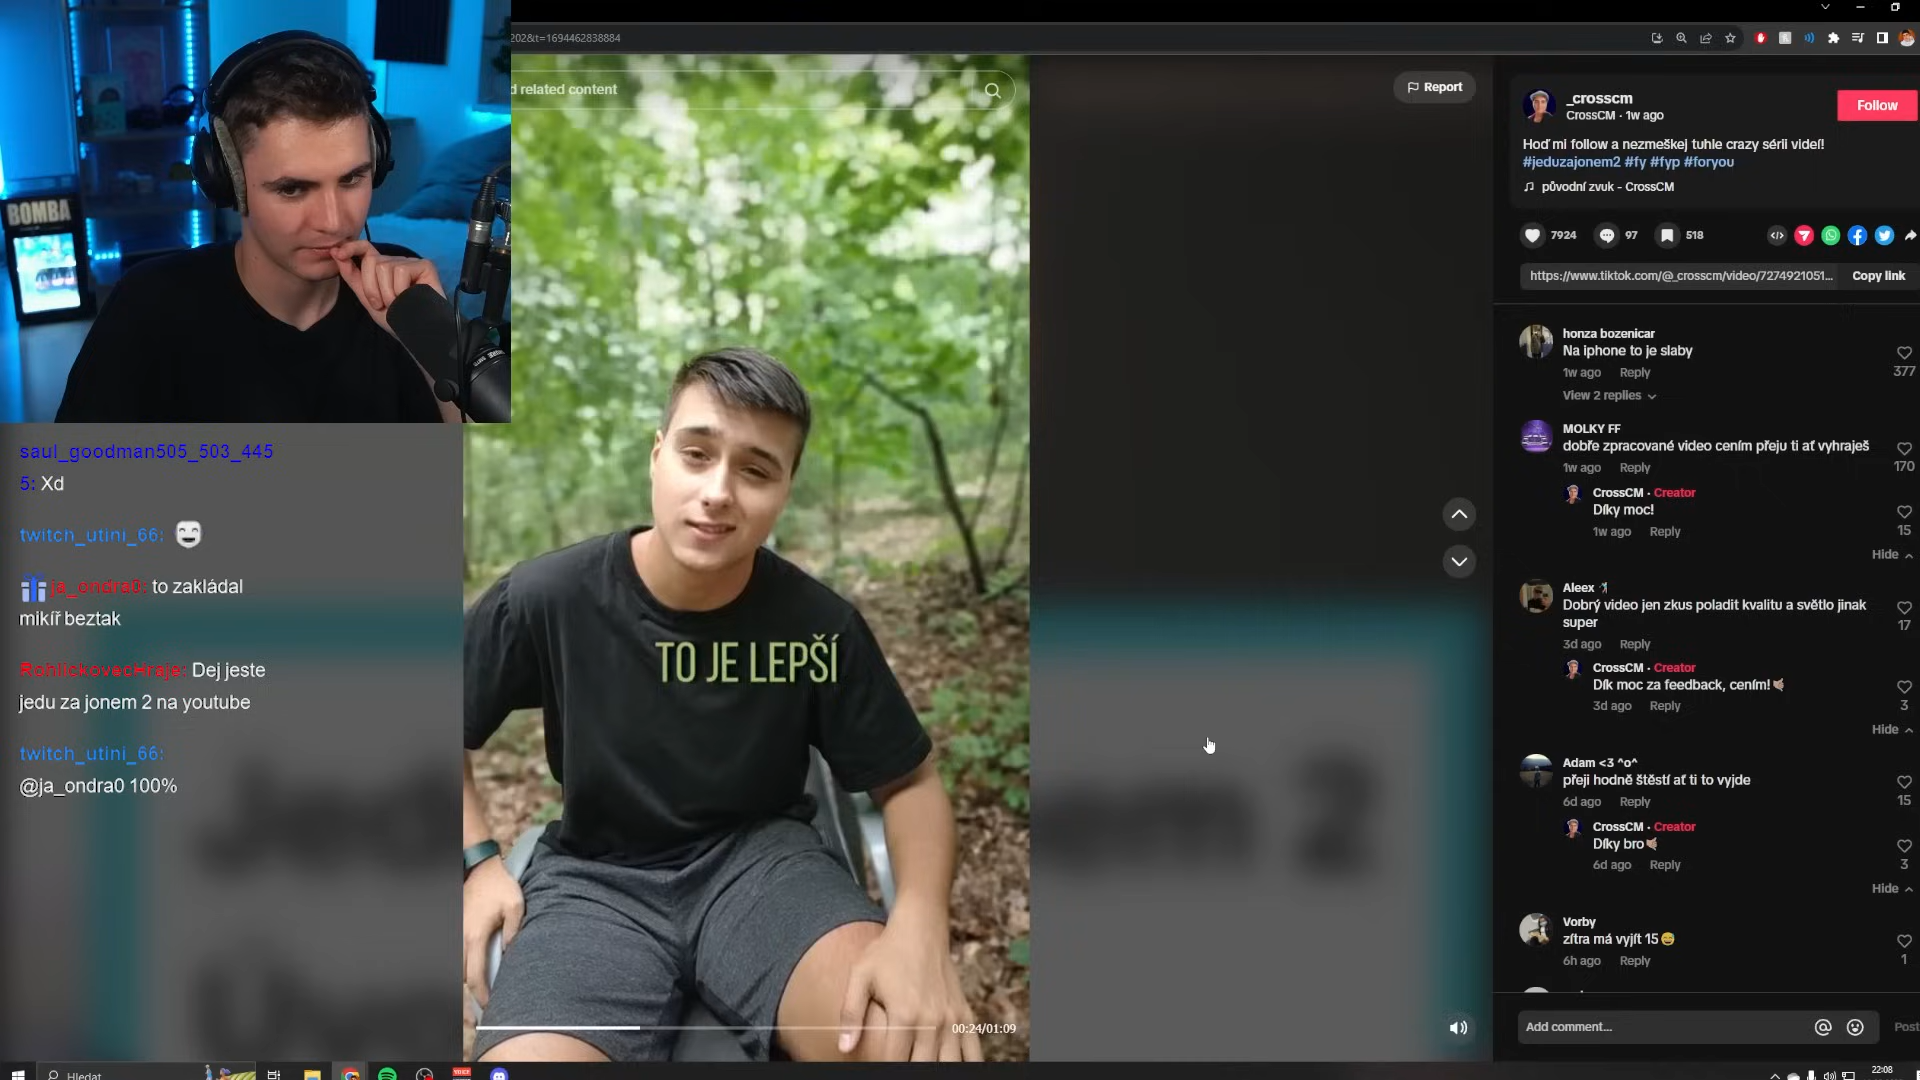 202&t=1694462838884
d related content
Report
BOMBA
_crosscm
CrossCM · 1w ago
Follow
Hoď mi follow a nezmeškej tuhle crazy sérii videí!
#jeduzajonem2 #fy #fyp #foryou
původní zvuk - CrossCM
7924
97
518
https://www.tiktok.com/@_crosscm/video/7274921051...
Copy link
honza bozenicar
Na iphone to je slaby
1w ago Reply
377
View 2 replies
MOLKY FF
dobře zpracované video cením přeju ti ať vyhraješ
1w ago Reply
170
CrossCM · Creator
Díky moc!
1w ago Reply
15
Hide
Aleex
Dobrý video jen zkus poladit kvalitu a světlo jinak
super
17
3d ago Reply
CrossCM · Creator
Dík moc za feedback, cením!🤙🏽
3d ago Reply
3
Hide
Adam <3 ^o^
přeji hodně štěstí ať ti to vyjde
6d ago Reply
15
CrossCM · Creator
Díky bro🤙🏽
6d ago Reply
3
Hide
Vorby
zítra má vyjít 15😅
6h ago Reply
1
Add comment...
Post
saul_goodman505_503_445
5: Xd
twitch_utini_66:
ja_ondra0: to zakládal
mikíř beztak
RohlickovecHraje: Dej jeste
jedu za jonem 2 na youtube
twitch_utini_66:
@ja_ondra0 100%
TO JE LEPŠÍ
00:24/01:09
2
Hledat
22:08